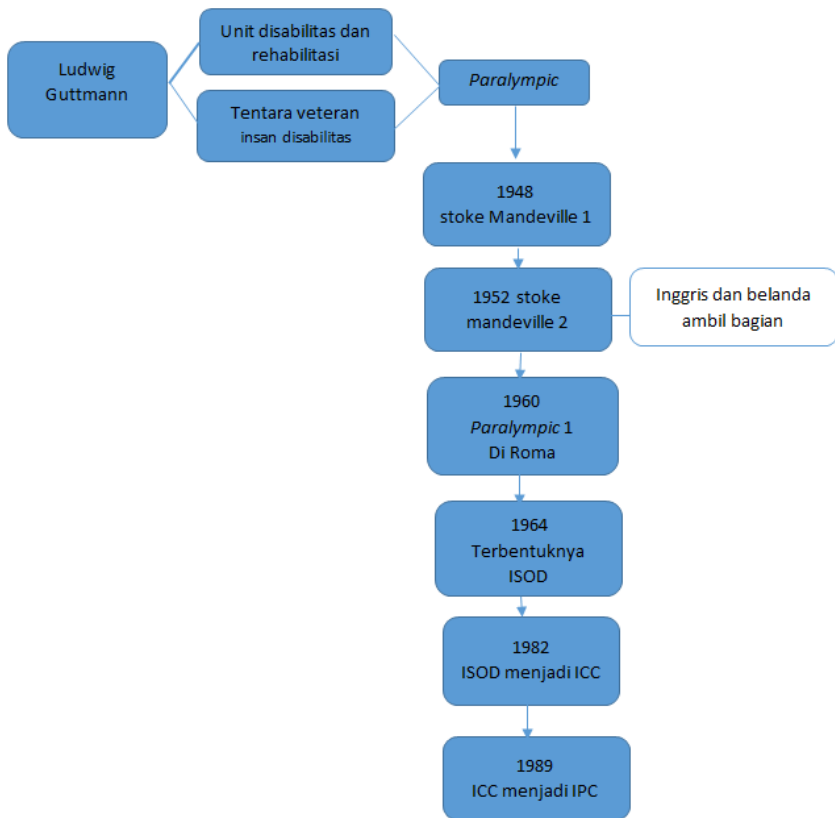 Ludwig
Guttmann
Unit disabilitas dan
rehabilitasi
Tentara veteran
insan disabilitas
Paralympic
1948
stoke Mandeville 1
1952 stoke
mandeville 2
Inggris dan belanda
ambil bagian
1960
Paralympic 1
Di Roma
1964
Terbentuknya
ISOD
1982
ISOD menjadi ICC
1989
ICC menjadi IPC